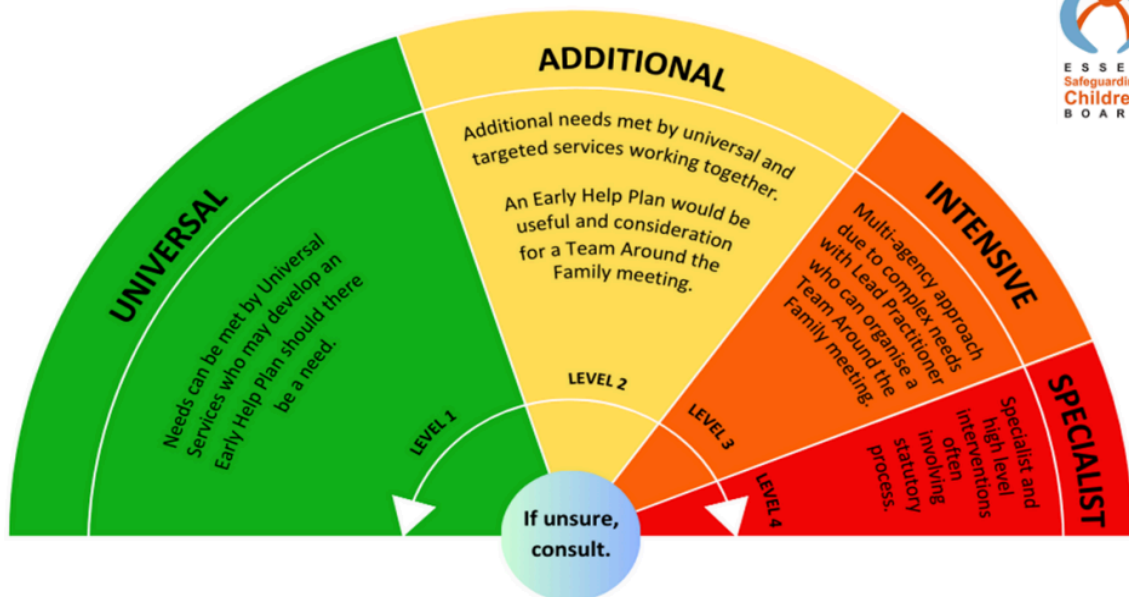 UNIVERSAL
Needs can be met by Universal
Services who may develop an
Early Help Plan should there
be a need.
LEVEL 1
ADDITIONAL
Additional needs met by universal and
targeted services working together.
An Early Help Plan would be
useful and consideration
for a Team Around the
Family meeting.
LEVEL 2
INTENSIVE
Multi-agency approach
due to complex needs
with Lead Practitioner
who can organise a
Team Around the
Family meeting.
LEVEL 3
SPECIALIST
Specialist and
high level
interventions
often
involving
statutory
process.
LEVEL 4
If unsure,
consult.
ESSE
Safeguardin
Childre
BOAR